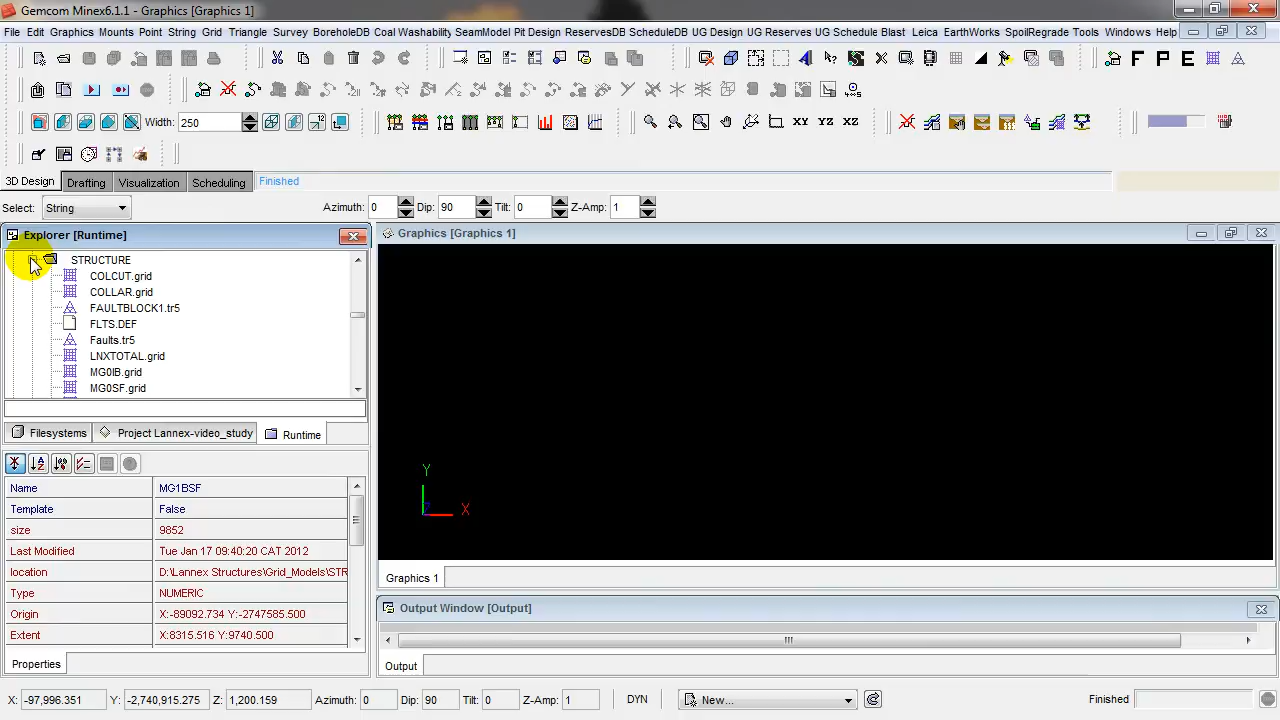 Gemcom Minex6.1.1 - Graphics [Graphics 1]
File Edit Graphics Mounts Point String Grid Triangle Survey BoreholeDB Coal Washability SeamModel Pit Design ReservesDB ScheduleDB UG Design UG Reserves UG Schedule Blast Leica EarthWorks SpoilRegrade Tools Windows Help
F P E
Width: 250 XY YZ XZ
3D Design Drafting Visualization Scheduling Finished
Select: String Azimuth: 0 Dip: 90 Tilt: 0 Z-Amp: 1
Explorer [Runtime]
STRUCTURE
COLCUT.grid
COLLAR.grid
FAULTBLOCK1.tr5
FLTS.DEF
Faults.tr5
LNXTOTAL.grid
MG0IB.grid
MG0SF.grid
Filesystems Project Lannex-video_study Runtime
Name MG1BSF
Template False
size 9852
Last Modified Tue Jan 17 09:40:20 CAT 2012
location D:\Lannex Structures\Grid_Models\STR
Type NUMERIC
Origin X:-89092.734 Y:-2747585.500
Extent X:8315.516 Y:9740.500
Properties
Graphics [Graphics 1]
Y
X
Graphics 1
Output Window [Output]
Output
X: -97,996.351 Y: -2,740,915.275 Z: 1,200.159 Azimuth: 0 Dip: 90 Tilt: 0 Z-Amp: 1 DYN New... Finished